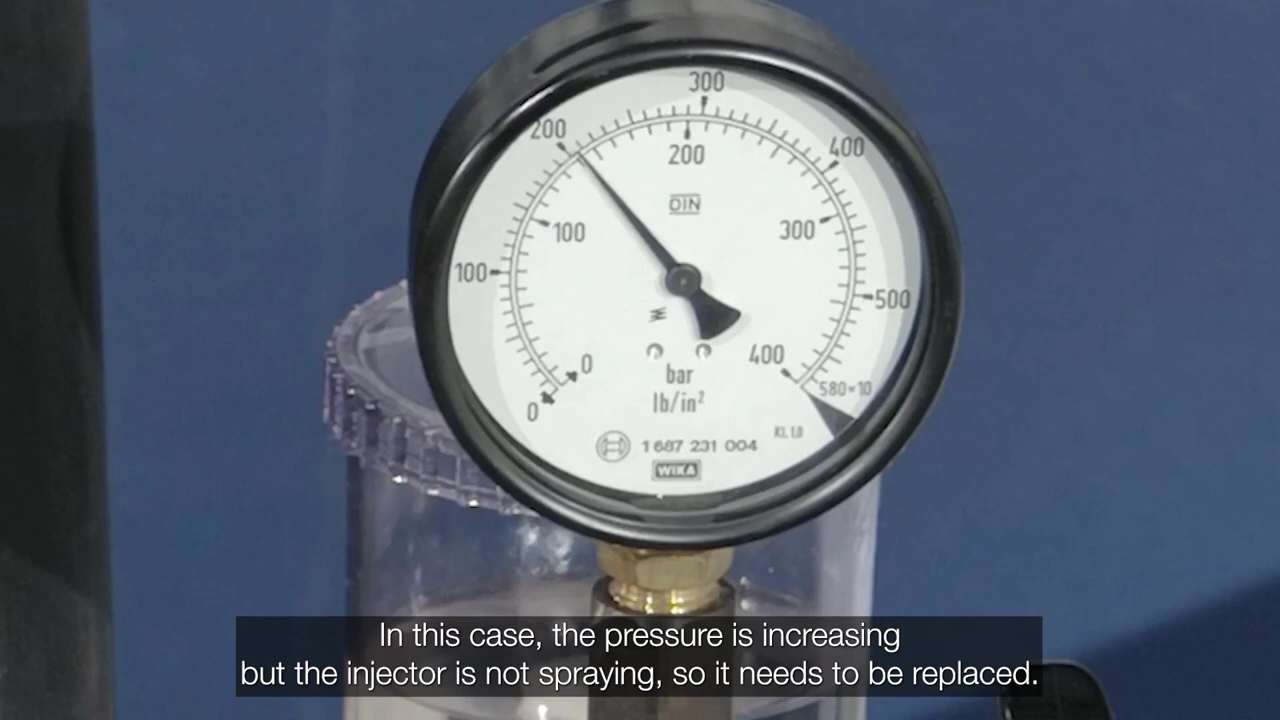 300
200
400
200
DIN
100
300
100
500
0
400
bar
580×10
0
lb/in²
KI. 1.0
1 687 231 004
WIKA
In this case, the pressure is increasing
but the injector is not spraying, so it needs to be replaced.